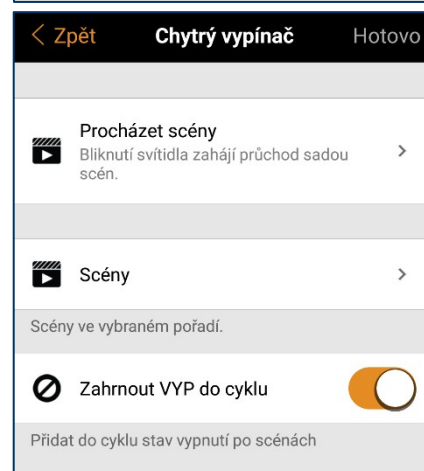 Zpět Chytrý vypínač Hotovo
Procházet scény
Bliknutí svítidla zahájí průchod sadou
scén.
Scény
Scény ve vybraném pořadí.
Zahrnout VYP do cyklu
Přidat do cyklu stav vypnutí po scénách